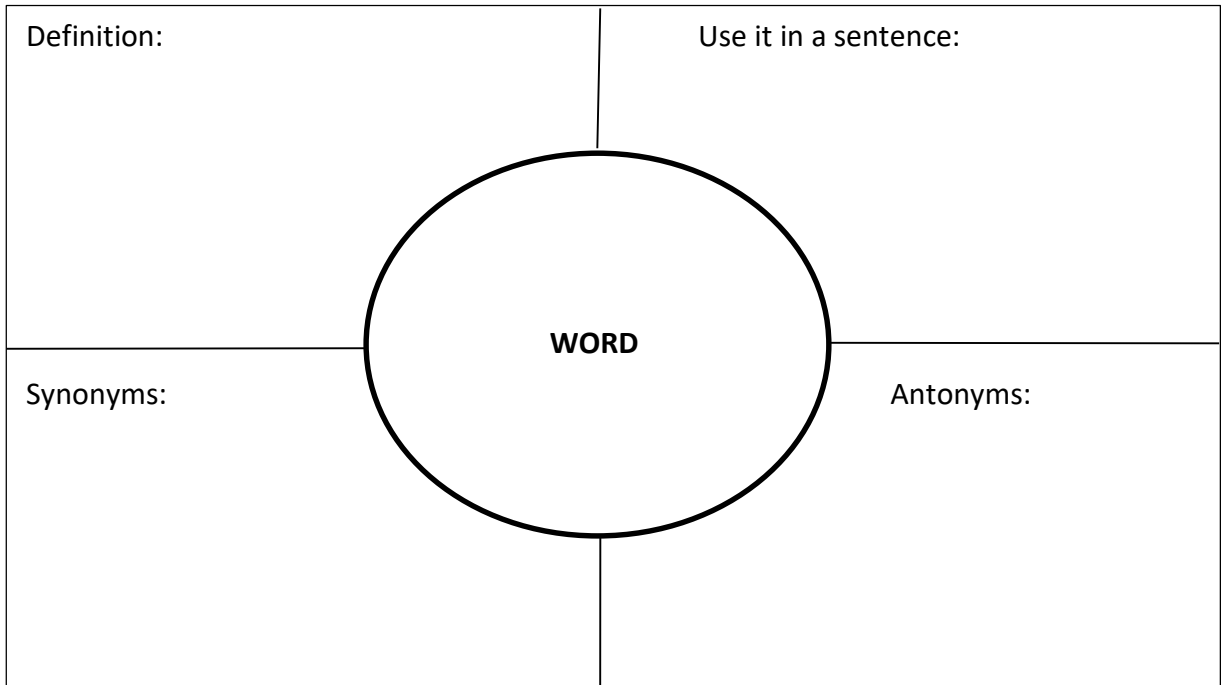 Definition:
Use it in a sentence:
WORD
Synonyms:
Antonyms: